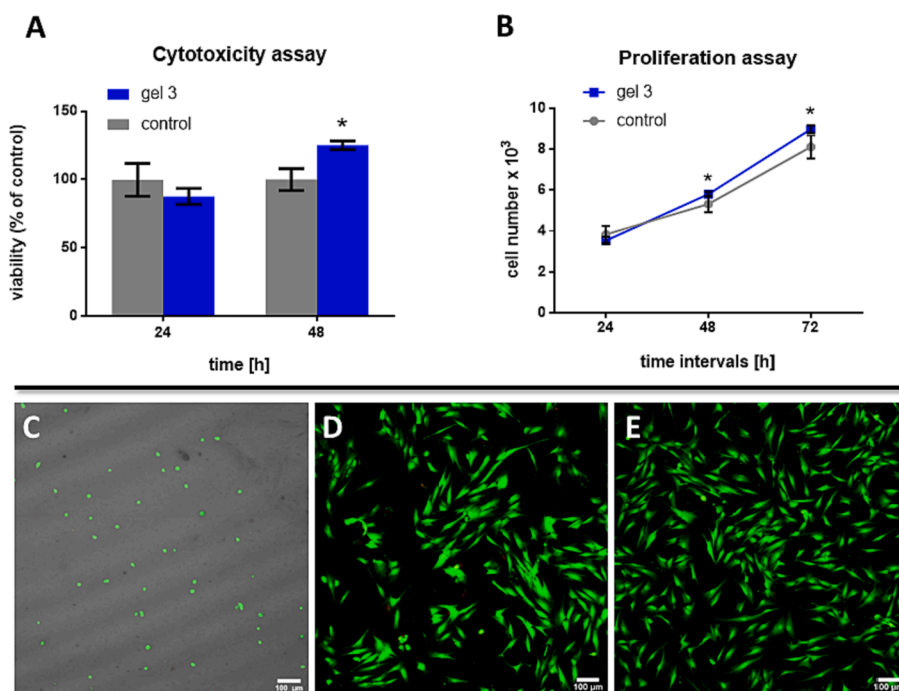 A
Cytotoxicity assay
gel 3
control
viability (% of control)
150
*
100
50
0
24
48
time [h]
B
Proliferation assay
gel 3
control
cell number x 10³
10
*
8
*
6
4
2
0
24
48
72
time intervals [h]
C
100 µm
D
100 µm
E
100 µm